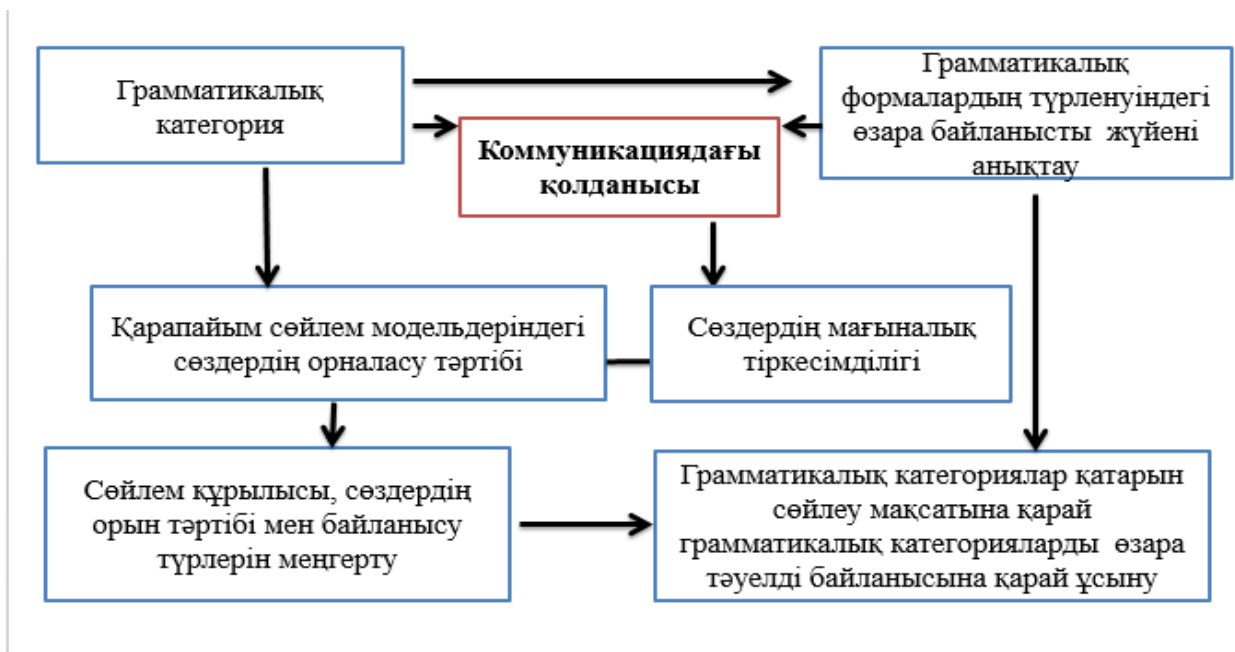 Грамматикалық
категория
Грамматикалық
формалардың түрленуіндегі
өзара байланысты жүйені
анықтау
Коммуникациядағы
қолданысы
Қарапайым сөйлем модельдеріндегі
сөздердің орналасу тәртібі
Сөздердің мағыналық
тіркесімділігі
Сөйлем құрылысы, сөздердің
орын тәртібі мен байланысу
түрлерін меңгерту
Грамматикалық категориялар қатарын
сөйлеу мақсатына қарай
грамматикалық категорияларды өзара
тәуелді байланысына қарай ұсыну